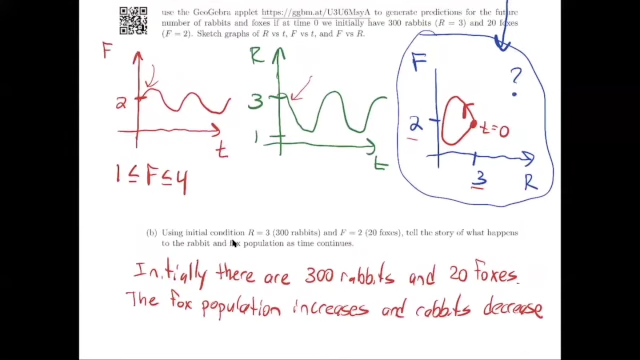 use the GeoGebra applet https://ggbm.at/U3U6MsyA to generate predictions for the future
number of rabbits and foxes if at time 0 we initially have 300 rabbits (R = 3) and 20 foxes
(F = 2). Sketch graphs of R vs t, F vs t, and F vs R.
F
2
t
1 ≤ F ≤ 4
R
3
1
t
F
?
2
t=0
3
R
(b) Using initial condition R = 3 (300 rabbits) and F = 2 (20 foxes), tell the story of what happens
to the rabbit and fox population as time continues.
Initially there are 300 rabbits and 20 foxes.
The fox population increases and rabbits decrease